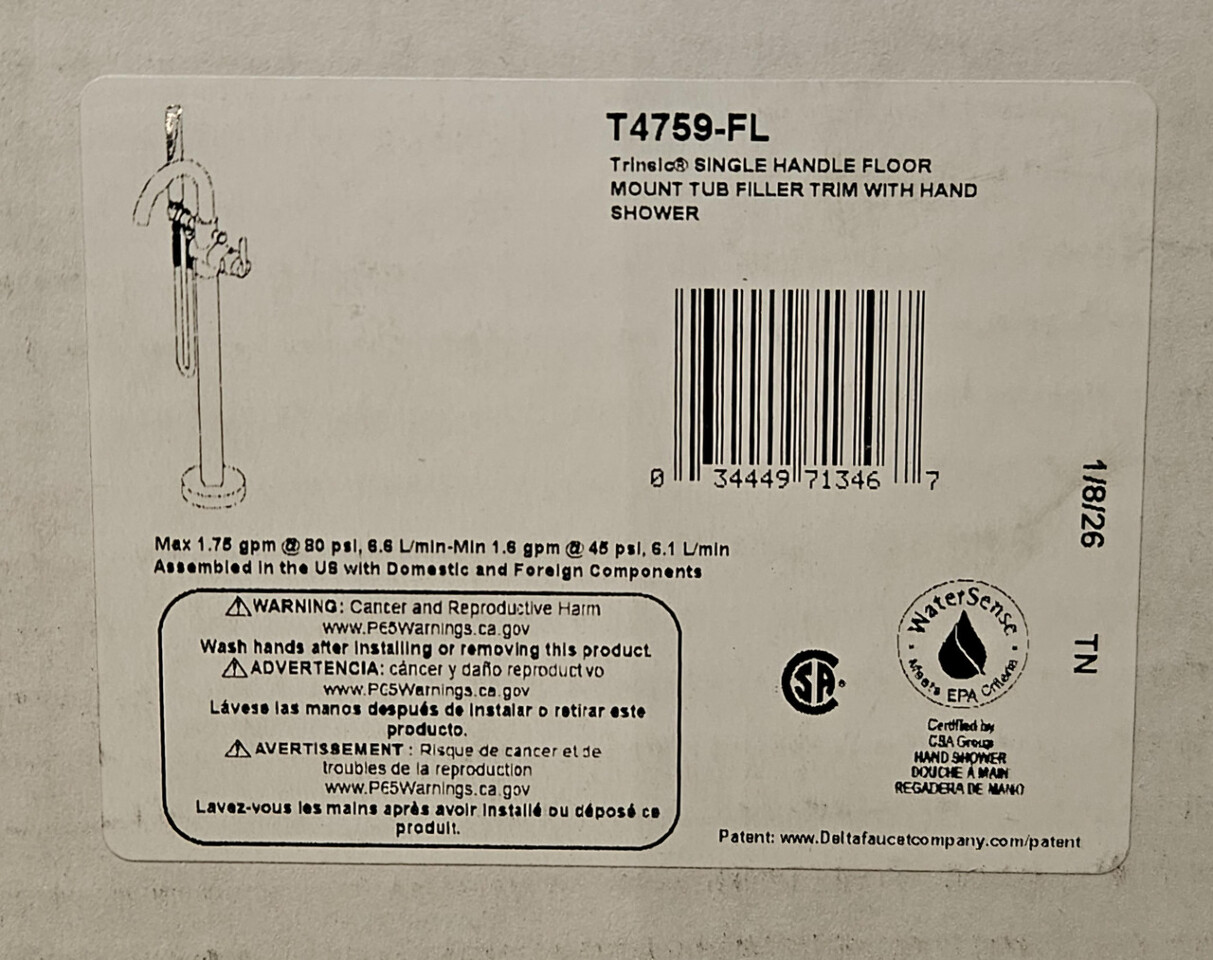 T4759-FL
Trinsic® SINGLE HANDLE FLOOR
MOUNT TUB FILLER TRIM WITH HAND
SHOWER
0 34449 71346 7
1/8/26
TN
Max 1.75 gpm @ 80 psi, 6.6 L/min-Min 1.6 gpm @ 45 psi, 6.1 L/min
Assembled in the US with Domestic and Foreign Components
⚠WARNING: Cancer and Reproductive Harm
www.P65Warnings.ca.gov
Wash hands after installing or removing this product
⚠ADVERTENCIA: cáncer y daño reproductivo
www.P65Warnings.ca.gov
Lávese las manos después de instalar o retirar este
producto.
⚠AVERTISSEMENT : Risque de cancer et de
troubles de la reproduction
www.P65Warnings.ca.gov
Lavez-vous les mains après avoir installé ou déposé ce
produit.
SA®
WaterSense
Meets EPA Criteria
Certified by
CSA Group
HAND SHOWER
DOUCHE À MAIN
REGADERA DE MANO
Patent: www.Deltafaucetcompany.com/patent